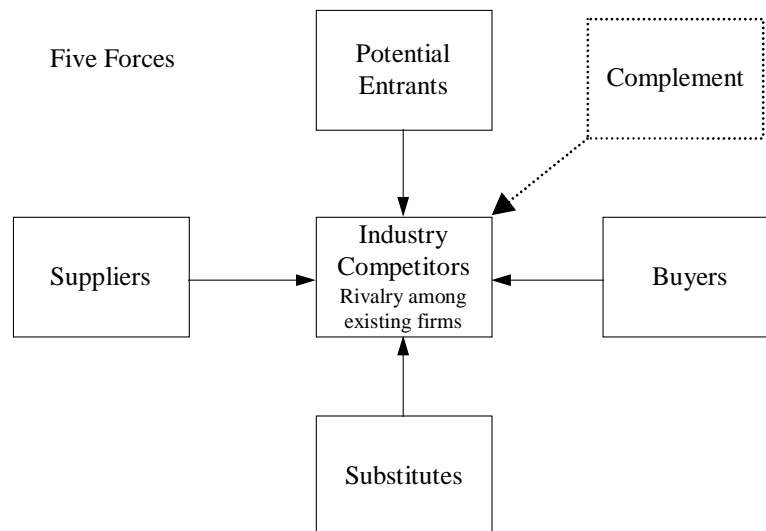 Five Forces
Potential
Entrants
Complement
Suppliers
Industry
Competitors
Rivalry among
existing firms
Buyers
Substitutes